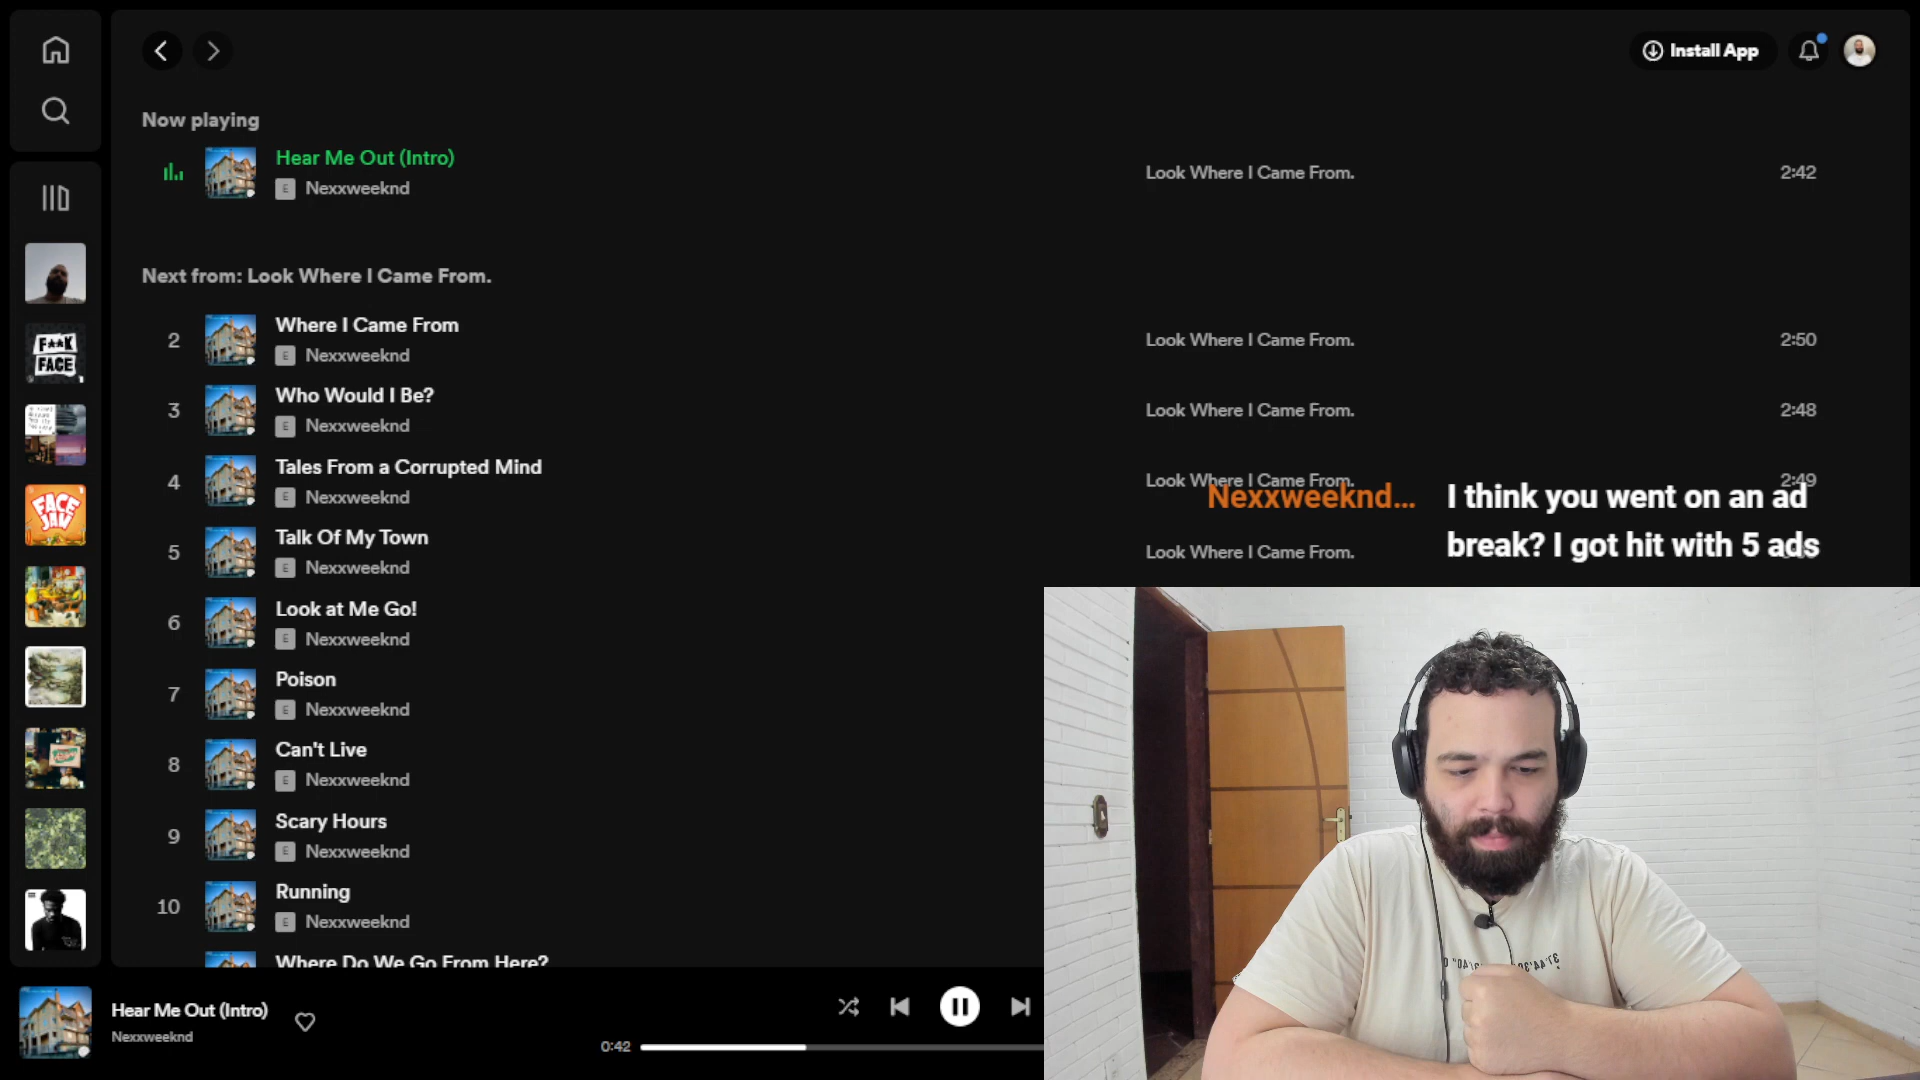 Install App
Now playing
Hear Me Out (Intro)
E Nexxweeknd
Look Where I Came From.
2:42
Next from: Look Where I Came From.
2
Where I Came From
E Nexxweeknd
Look Where I Came From.
2:50
3
Who Would I Be?
E Nexxweeknd
Look Where I Came From.
2:48
4
Tales From a Corrupted Mind
E Nexxweeknd
Look Where I Came From.
2:49
5
Talk Of My Town
E Nexxweeknd
Look Where I Came From.
Nexxweeknd...
I think you went on an ad
break? I got hit with 5 ads
6
Look at Me Go!
E Nexxweeknd
7
Poison
E Nexxweeknd
8
Can't Live
E Nexxweeknd
9
Scary Hours
E Nexxweeknd
10
Running
E Nexxweeknd
Where Do We Go From Here?
F**K
FACE
FACE
JAM
Hear Me Out (Intro)
Nexxweeknd
0:42